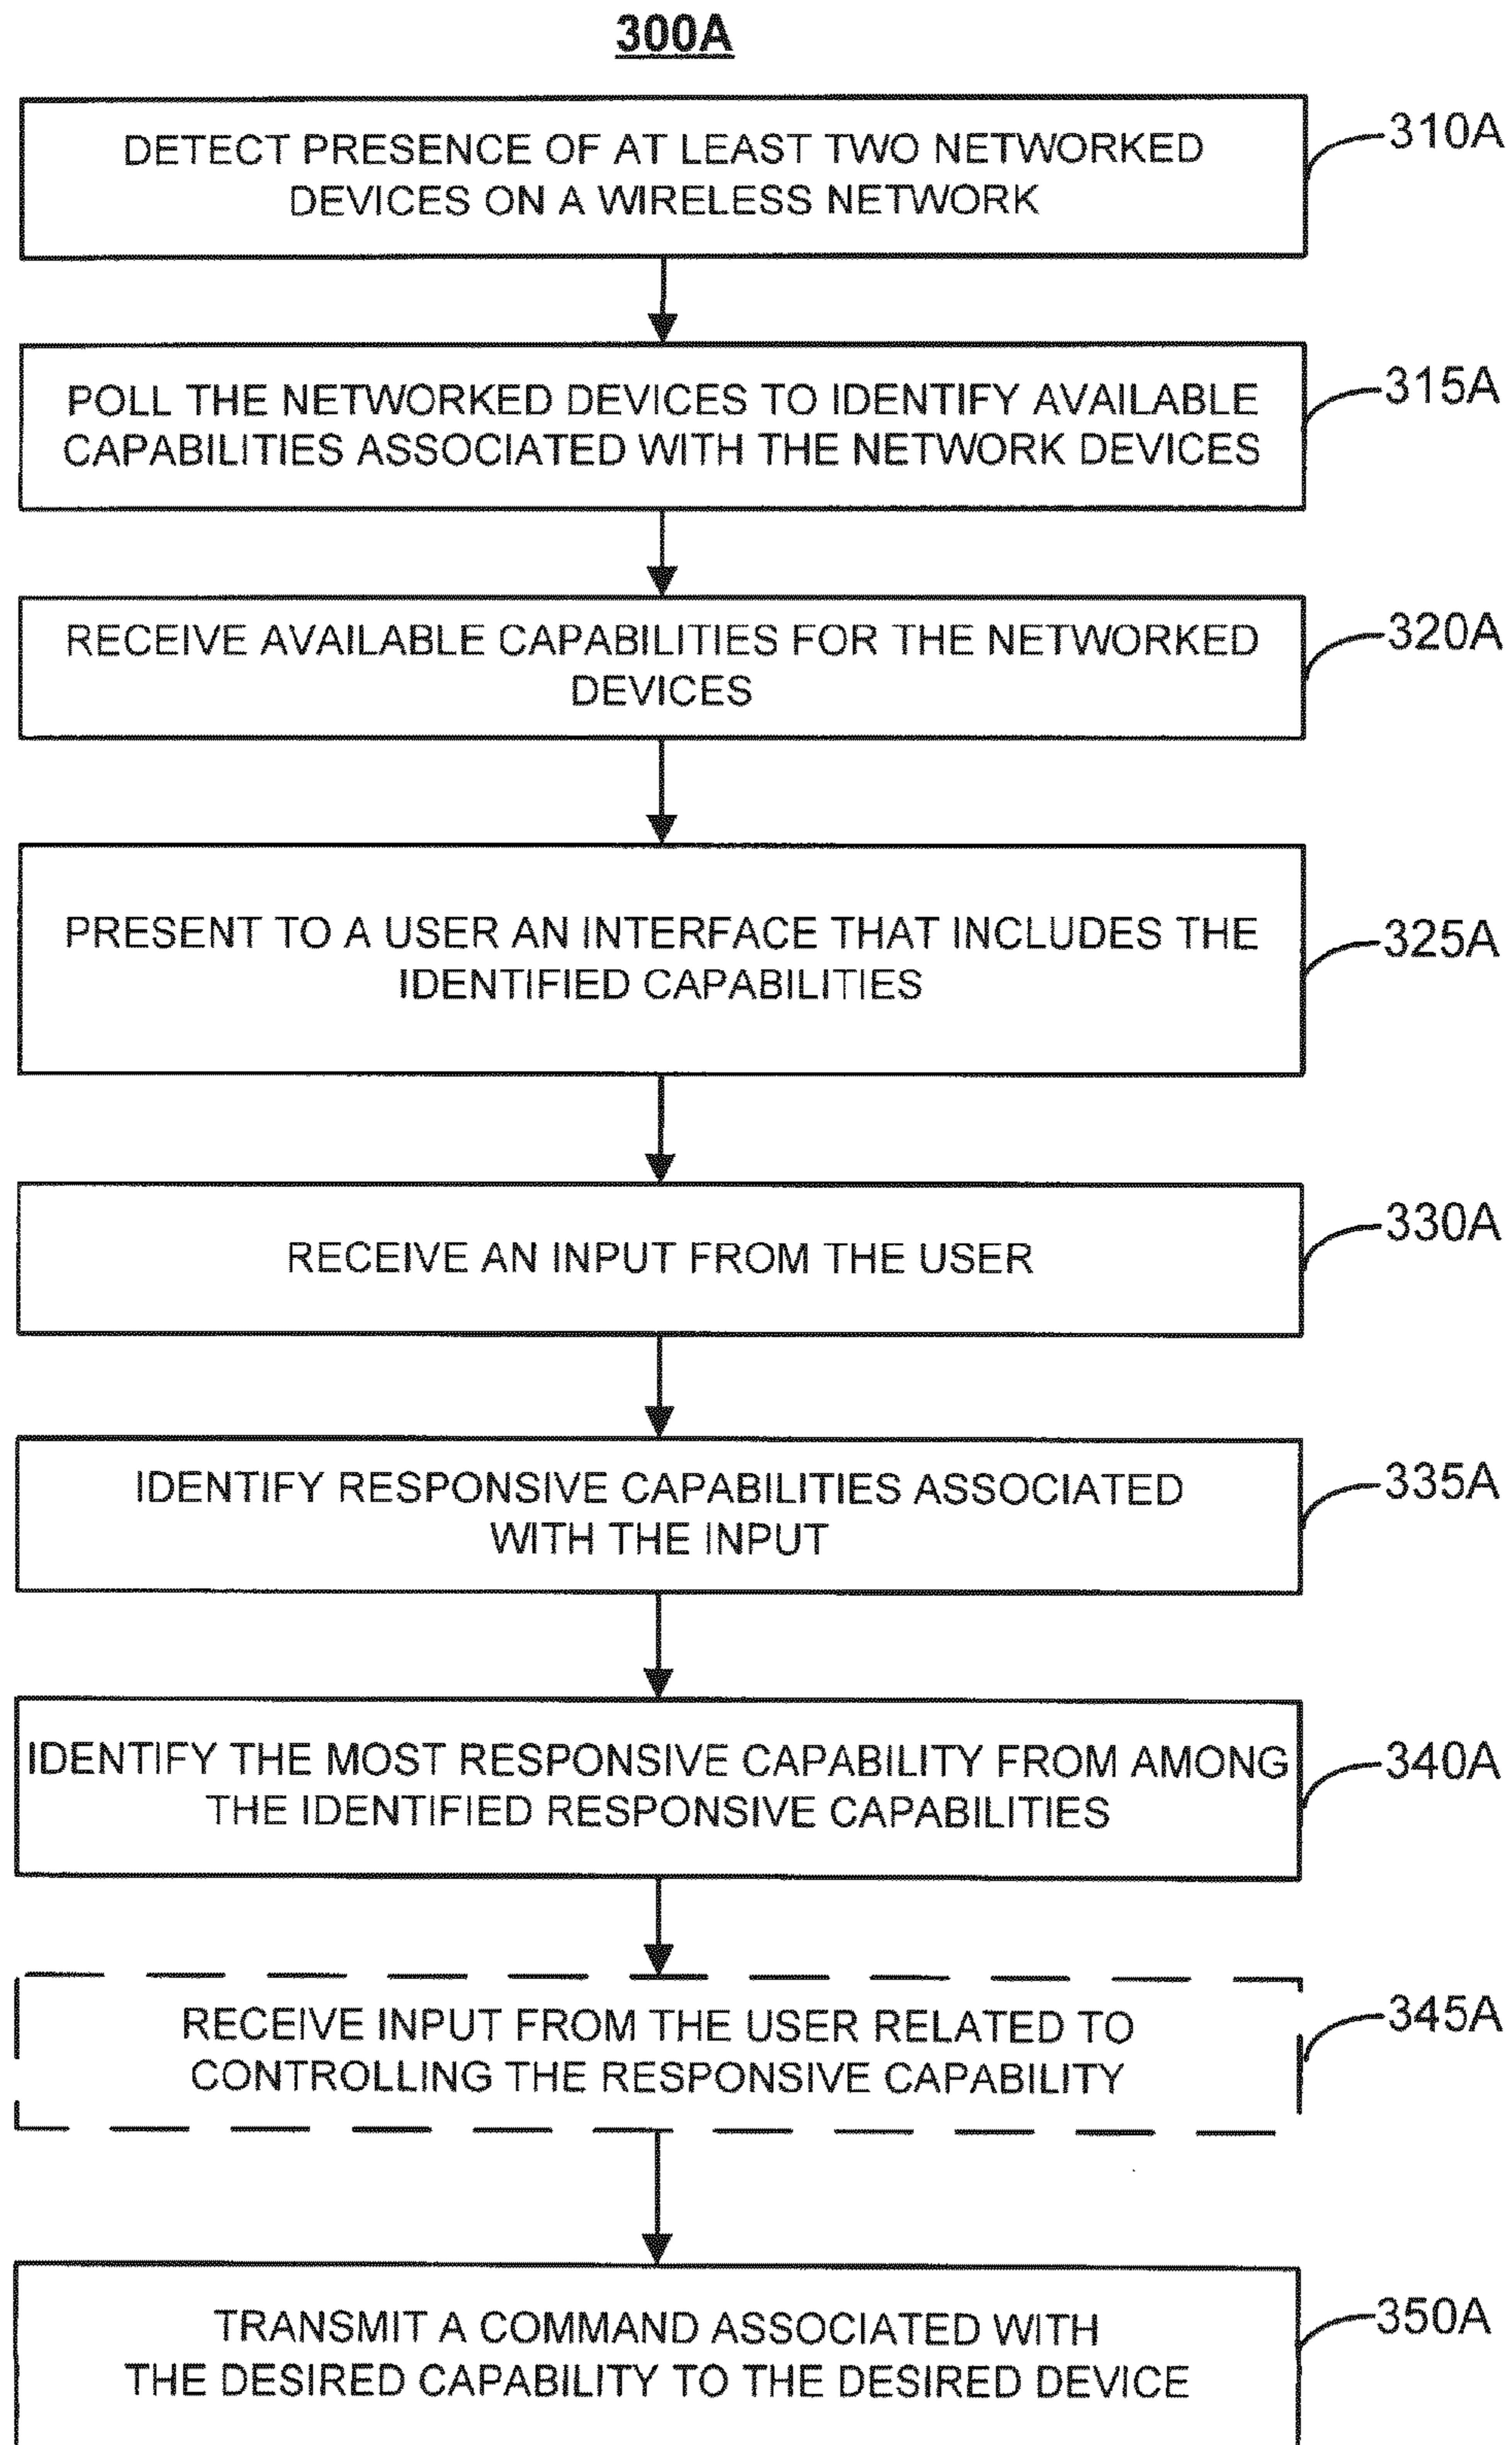 300A
DETECT PRESENCE OF AT LEAST TWO NETWORKED
DEVICES ON A WIRELESS NETWORK
310A
POLL THE NETWORKED DEVICES TO IDENTIFY AVAILABLE
CAPABILITIES ASSOCIATED WITH THE NETWORK DEVICES
315A
RECEIVE AVAILABLE CAPABILITIES FOR THE NETWORKED
DEVICES
320A
PRESENT TO A USER AN INTERFACE THAT INCLUDES THE
IDENTIFIED CAPABILITIES
325A
RECEIVE AN INPUT FROM THE USER
330A
IDENTIFY RESPONSIVE CAPABILITIES ASSOCIATED
WITH THE INPUT
335A
IDENTIFY THE MOST RESPONSIVE CAPABILITY FROM AMONG
THE IDENTIFIED RESPONSIVE CAPABILITIES
340A
RECEIVE INPUT FROM THE USER RELATED TO
CONTROLLING THE RESPONSIVE CAPABILITY
345A
TRANSMIT A COMMAND ASSOCIATED WITH
THE DESIRED CAPABILITY TO THE DESIRED DEVICE
350A